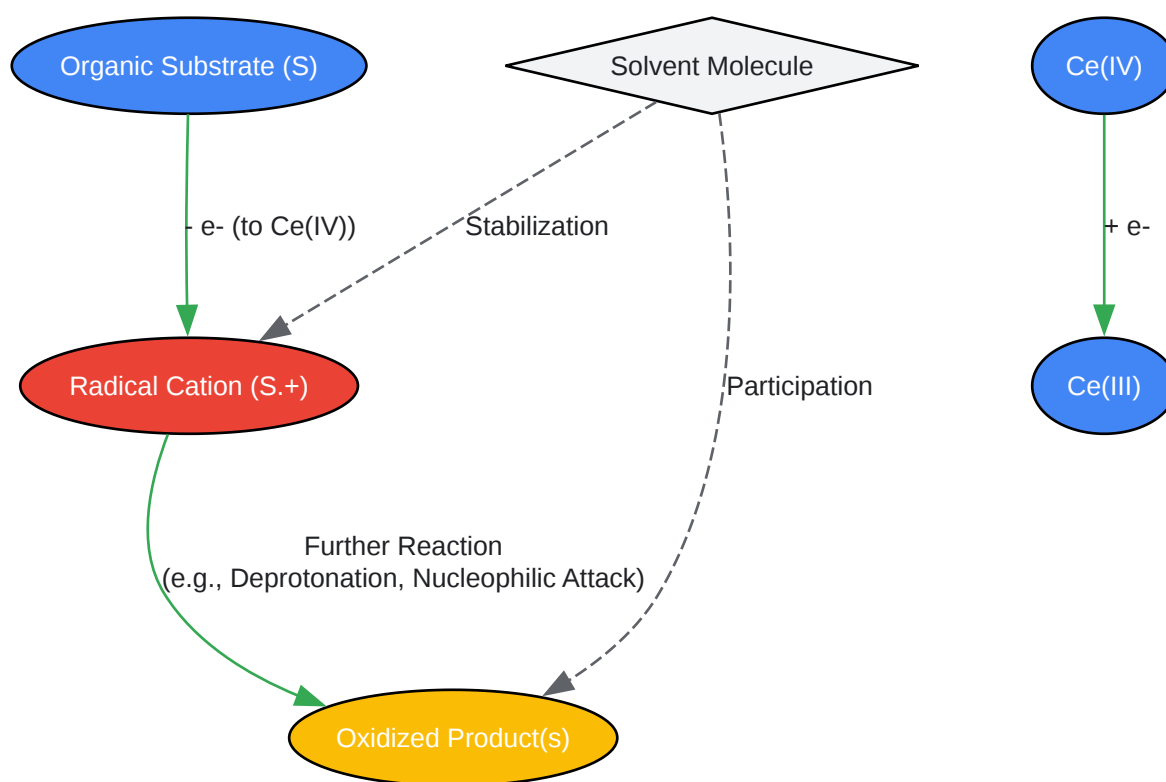 Organic Substrate (S)
Solvent Molecule
Ce(IV)
- e- (to Ce(IV))
Stabilization
+ e-
Radical Cation (S.+)
Participation
Ce(III)
Further Reaction
(e.g., Deprotonation, Nucleophilic Attack)
Oxidized Product(s)